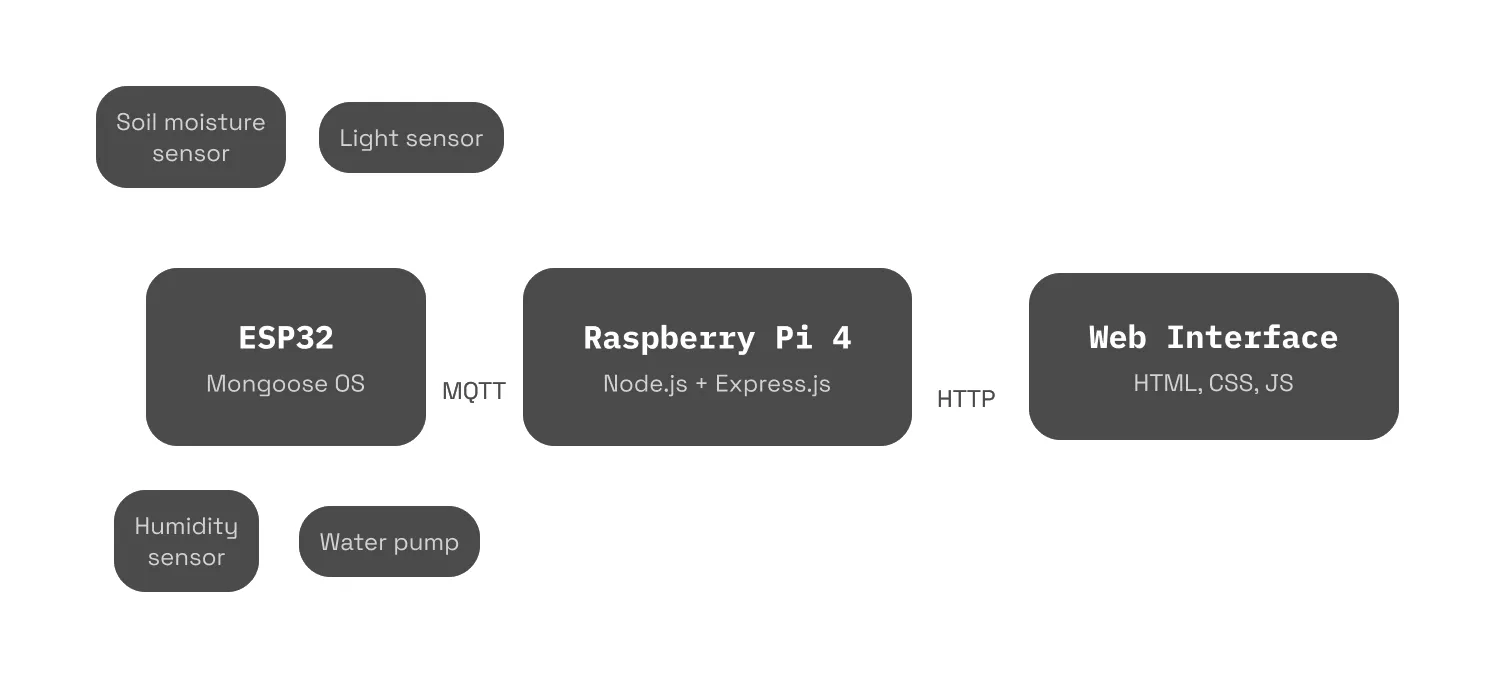 Soil moisture
sensor
Light sensor
ESP32
Mongoose OS
MQTT
Raspberry Pi 4
Node.js + Express.js
HTTP
Web Interface
HTML, CSS, JS
Humidity
sensor
Water pump